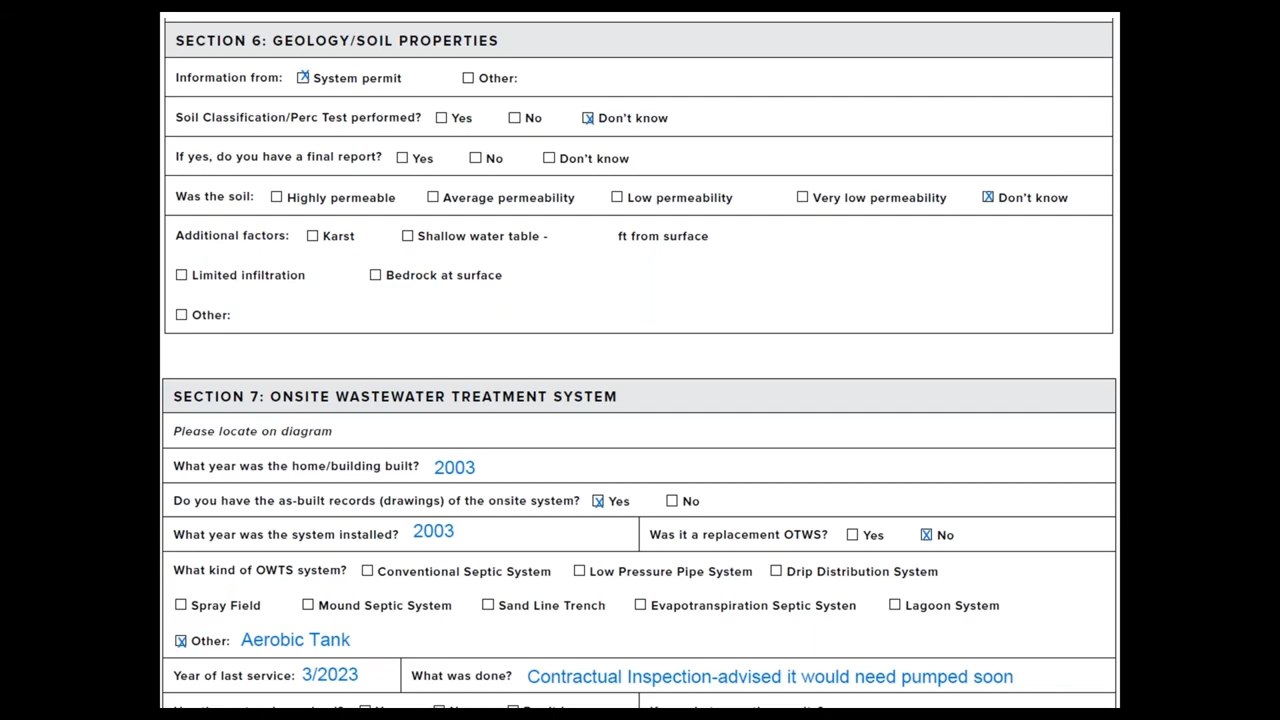 SECTION 6: GEOLOGY/SOIL PROPERTIES
Information from: ☒ System permit ☐ Other:
Soil Classification/Perc Test performed? ☐ Yes ☐ No ☒ Don't know
If yes, do you have a final report? ☐ Yes ☐ No ☐ Don't know
Was the soil: ☐ Highly permeable ☐ Average permeability ☐ Low permeability ☐ Very low permeability ☒ Don't know
Additional factors: ☐ Karst ☐ Shallow water table - ft from surface
☐ Limited infiltration ☐ Bedrock at surface
☐ Other:
SECTION 7: ONSITE WASTEWATER TREATMENT SYSTEM
Please locate on diagram
What year was the home/building built? 2003
Do you have the as-built records (drawings) of the onsite system? ☒ Yes ☐ No
What year was the system installed? 2003 Was it a replacement OTWS? ☐ Yes ☒ No
What kind of OWTS system? ☐ Conventional Septic System ☐ Low Pressure Pipe System ☐ Drip Distribution System
☐ Spray Field ☐ Mound Septic System ☐ Sand Line Trench ☐ Evapotranspiration Septic Systen ☐ Lagoon System
☒ Other: Aerobic Tank
Year of last service: 3/2023 What was done? Contractual Inspection-advised it would need pumped soon